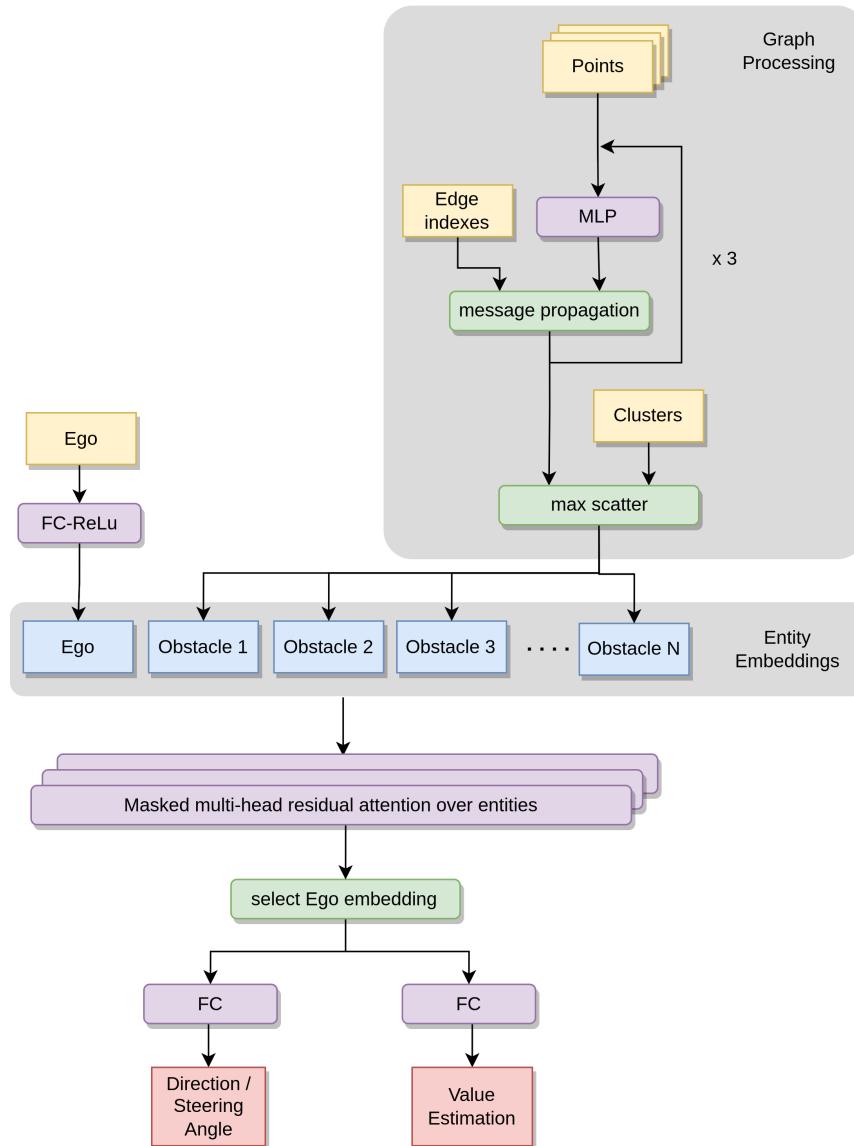 Graph
Processing
Points
Edge
indexes
MLP
x 3
message propagation
Clusters
Ego
max scatter
FC-ReLu
Ego
Obstacle 1
Obstacle 2
Obstacle 3
. . . .
Obstacle N
Entity
Embeddings
Masked multi-head residual attention over entities
select Ego embedding
FC
FC
Direction /
Steering
Angle
Value
Estimation